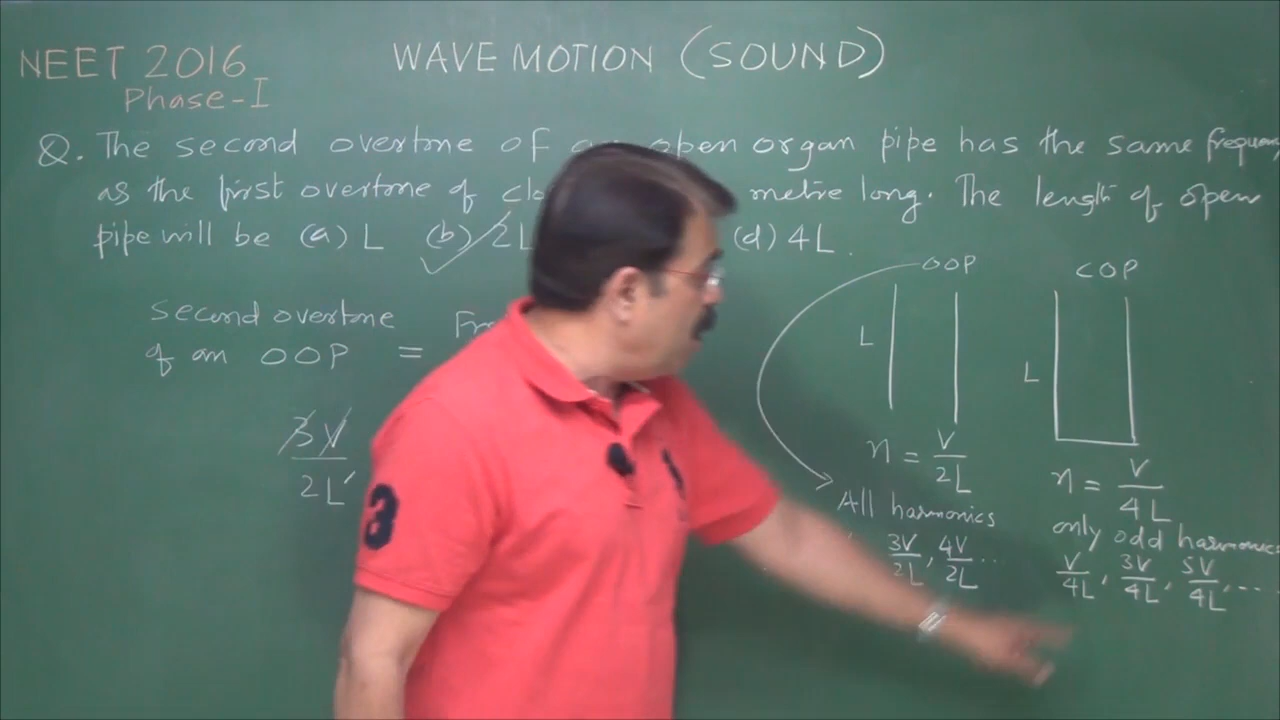 NEET 2016
Phase-I
WAVE MOTION (SOUND)
Q. The second overtone of open organ pipe has the same
as the first overtone of metre long. The length of open
pipe will be (a) L (b) 2L (d) 4L.
second overtone
of an OOP =
3V
2L'
OOP
L
n = V/2L
All harmonics
3V/2L, 4V/2L ...
COP
L
n = V/4L
only odd harmonics
V/4L, 3V/4L, 5V/4L, ...
3